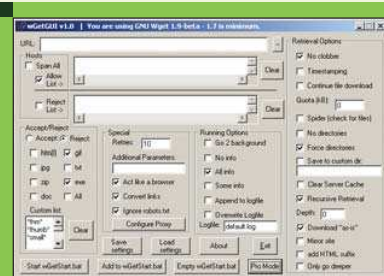 wGetGUI v1.0 | You are using GNU Wget 1.9-beta - 1.7 is minimum.
URL:
Hosts
Span All
Allow List ->
Clear
Reject List ->
Clear
Accept/Reject
Accept Reject
html gif
jpg txt
zip exe
doc All
Custom list
"this"
"thumb"
"small"
Clear
Special
Retries: 10
Additional Parameters:
Act like a browser
Convert links
Ignore robots.txt
Configure Proxy
Running Options
Go 2 background
No info
All info
Some info
Append to logfile
Overwrite Logfile
Logfile: default.log
Save settings
Load settings
About
Exit
Start wGetStart.bat
Add to wGetStart.bat
Empty wGetStart.bat
Pro Mode
Retrieval Options
No clobber
Timestamping
Continue file download
Quota (kB): 0
Spider (check for files)
No directories
Force directories
Save to custom dir:
Clear Server Cache
Recursive Retrieval
Depth: 0
Download "as-is"
Mirror site
add HTML suffix
Only go deeper